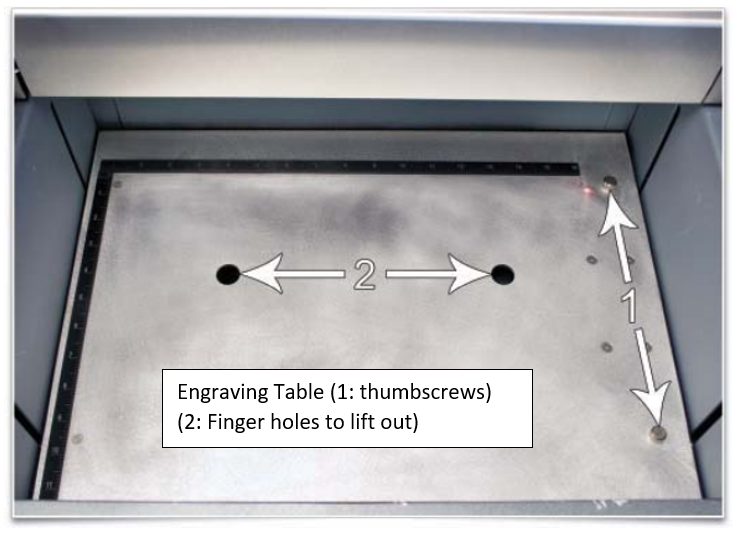 2
1
Engraving Table (1: thumbscrews)
(2: Finger holes to lift out)